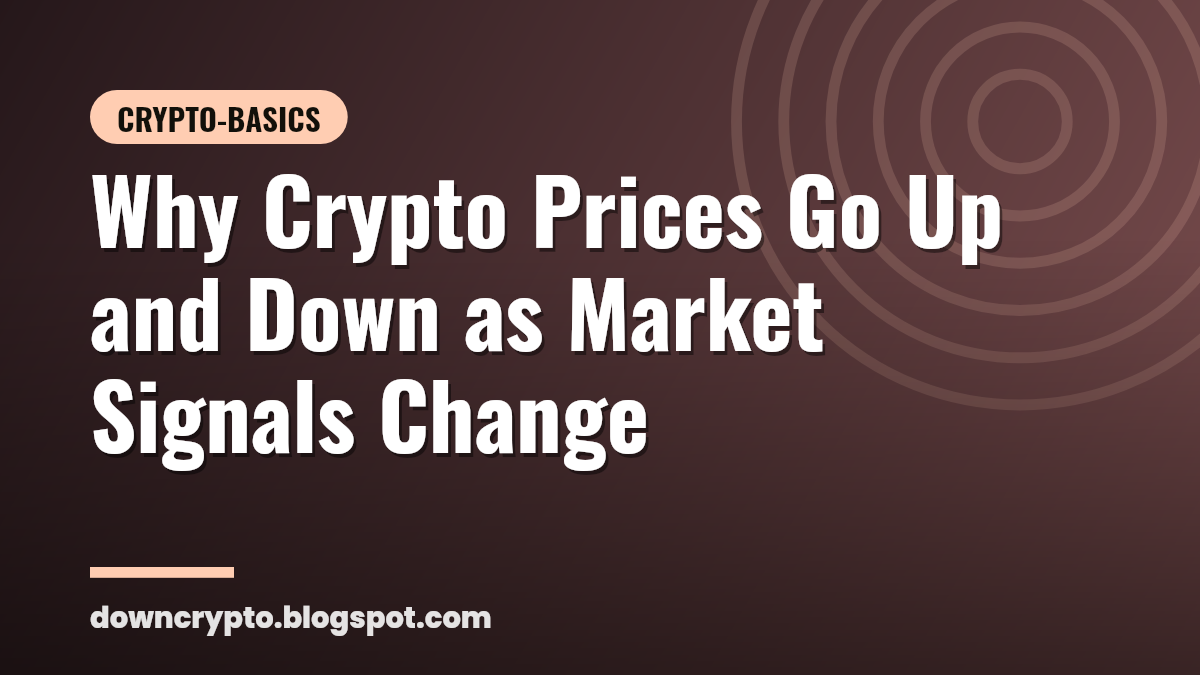 CRYPTO-BASICS
Why Crypto Prices Go Up
and Down as Market
Signals Change
downcrypto.blogspot.com